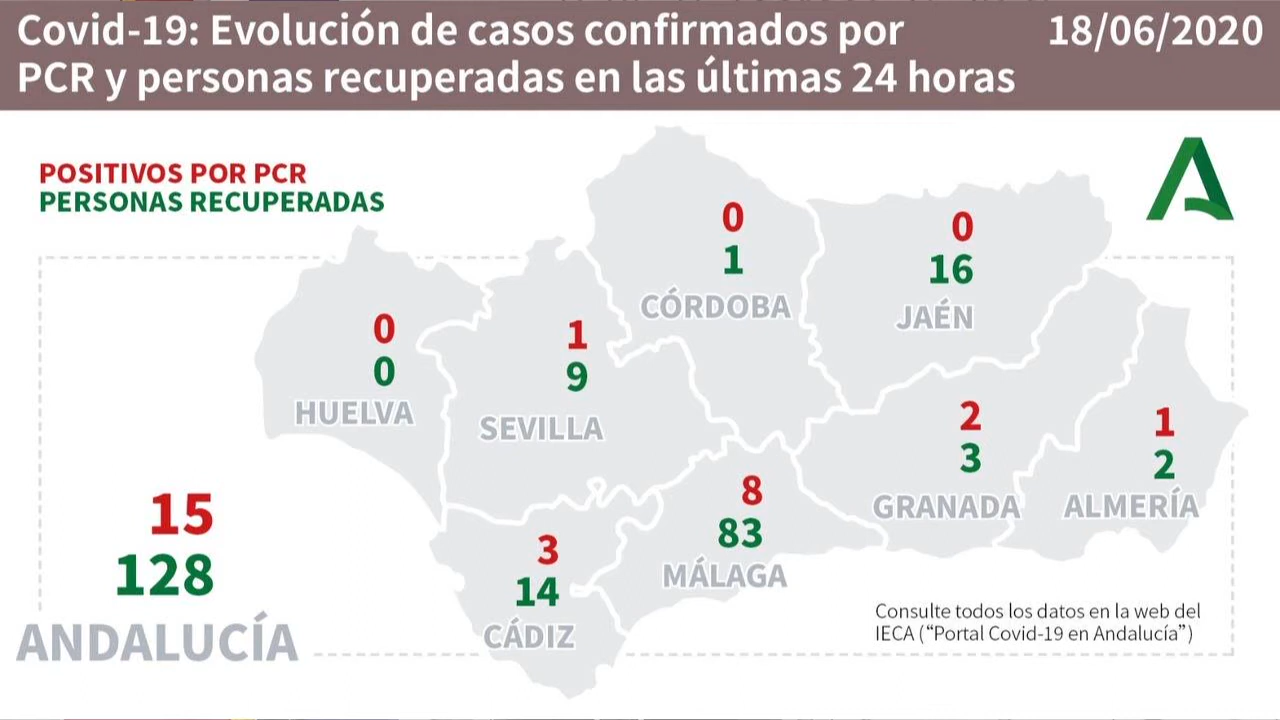 Covid-19: Evolución de casos confirmados por
PCR y personas recuperadas en las últimas 24 horas
18/06/2020
POSITIVOS POR PCR
PERSONAS RECUPERADAS
0
1
CÓRDOBA
0
16
JAÉN
0
0
HUELVA
1
9
SEVILLA
2
3
GRANADA
1
2
ALMERÍA
8
83
MÁLAGA
3
14
CÁDIZ
15
128
ANDALUCÍA
Consulte todos los datos en la web del
IECA (“Portal Covid-19 en Andalucía”)